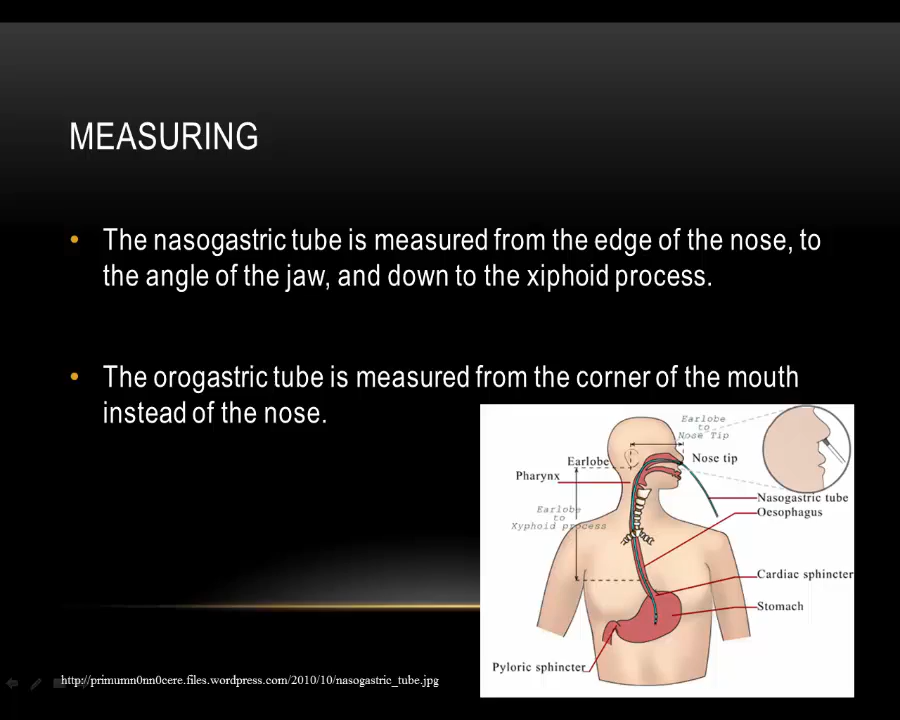 MEASURING
• The nasogastric tube is measured from the edge of the nose, to
the angle of the jaw, and down to the xiphoid process.
• The orogastric tube is measured from the corner of the mouth
instead of the nose.
Earlobe
to
Nose Tip
Earlobe
Nose tip
Pharynx
Nasogastric tube
Oesophagus
Earlobe
to
Xyphoid process
Cardiac sphincter
Stomach
Pyloric sphincter
http://primumn0nn0cere.files.wordpress.com/2010/10/nasogastric_tube.jpg